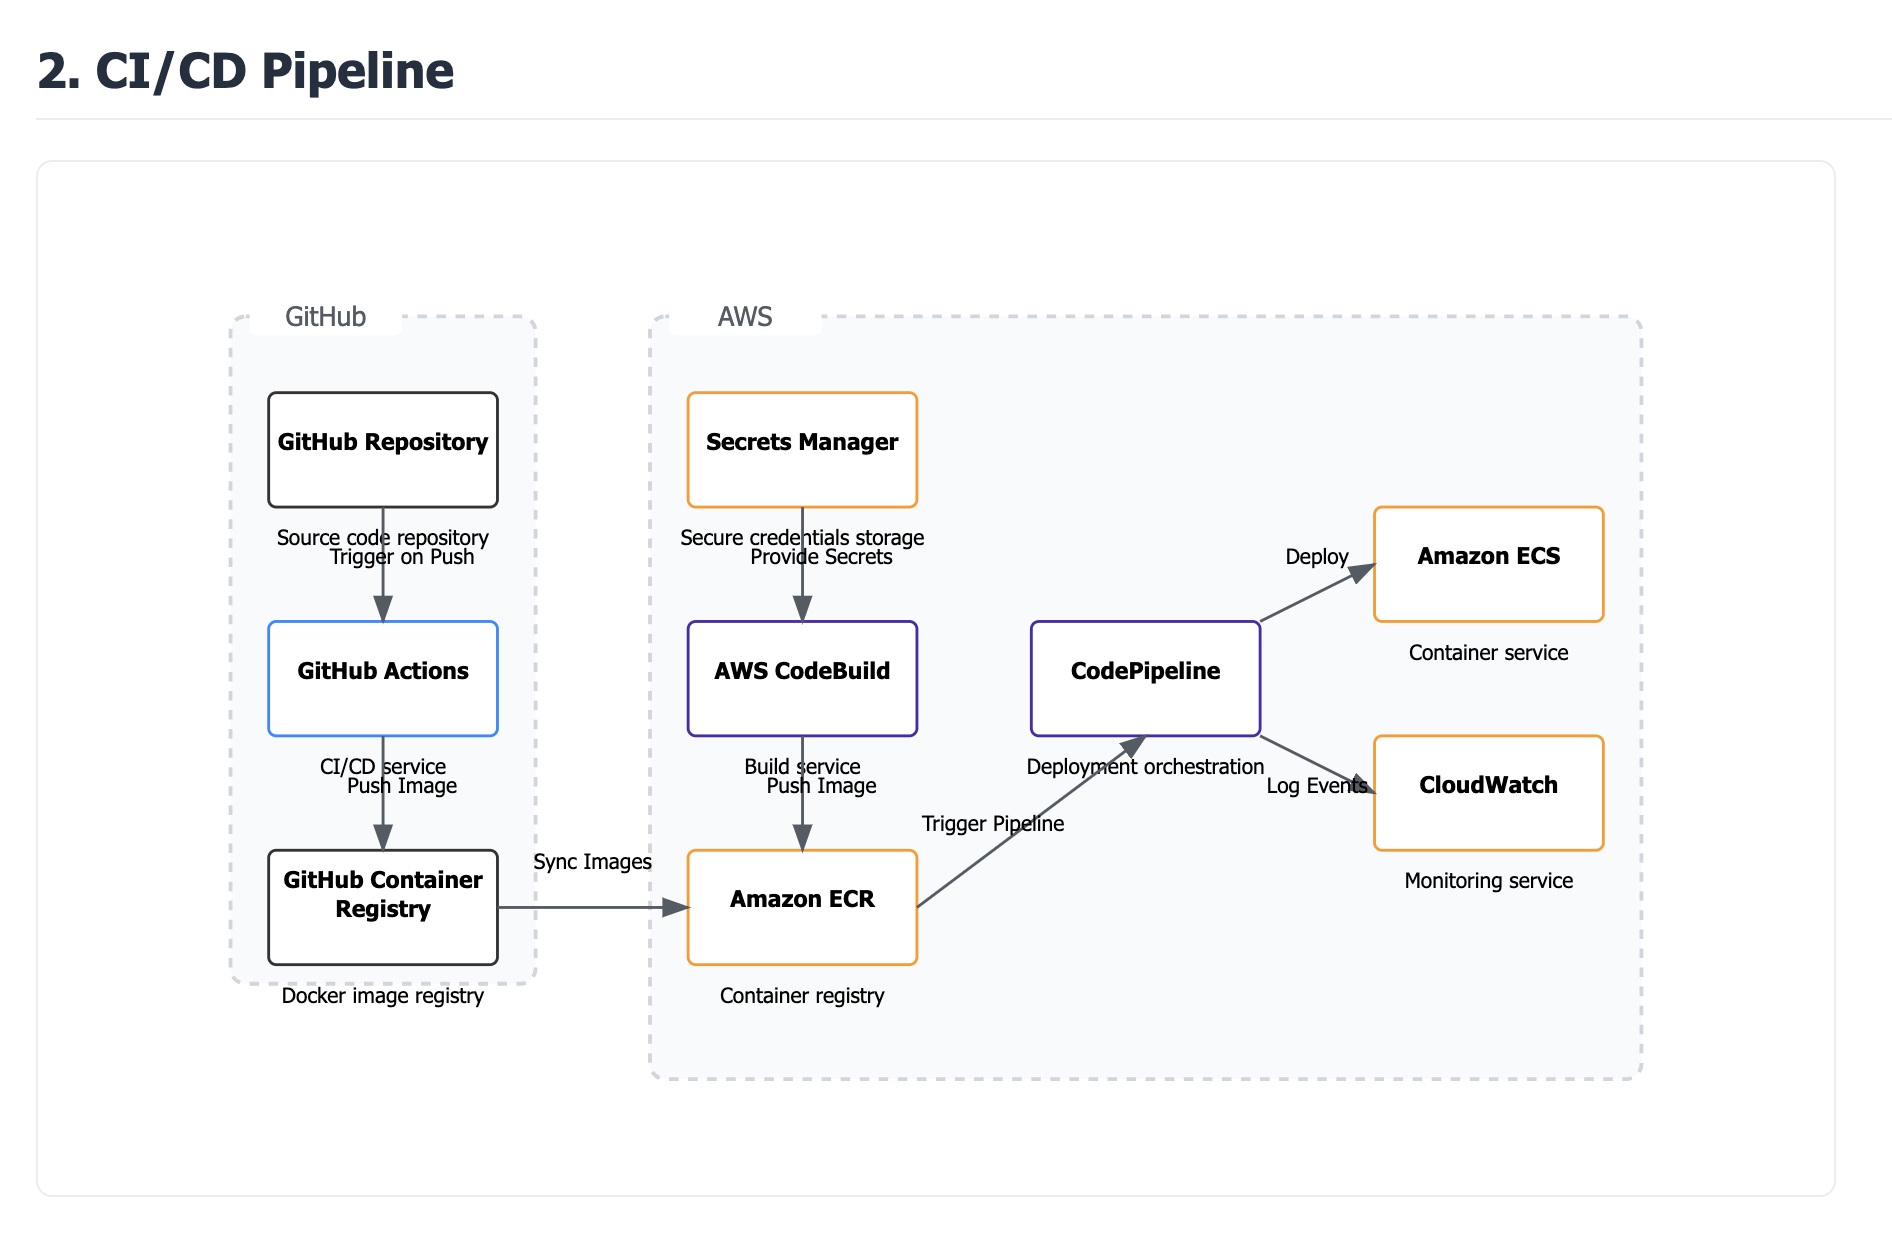 2. CI/CD Pipeline
GitHub
GitHub Repository
Source code repository
Trigger on Push
GitHub Actions
CI/CD service
Push Image
GitHub Container
Registry
Docker image registry
Sync Images
AWS
Secrets Manager
Secure credentials storage
Provide Secrets
AWS CodeBuild
Build service
Push Image
Amazon ECR
Container registry
Trigger Pipeline
CodePipeline
Deployment orchestration
Deploy
Log Events
Amazon ECS
Container service
CloudWatch
Monitoring service